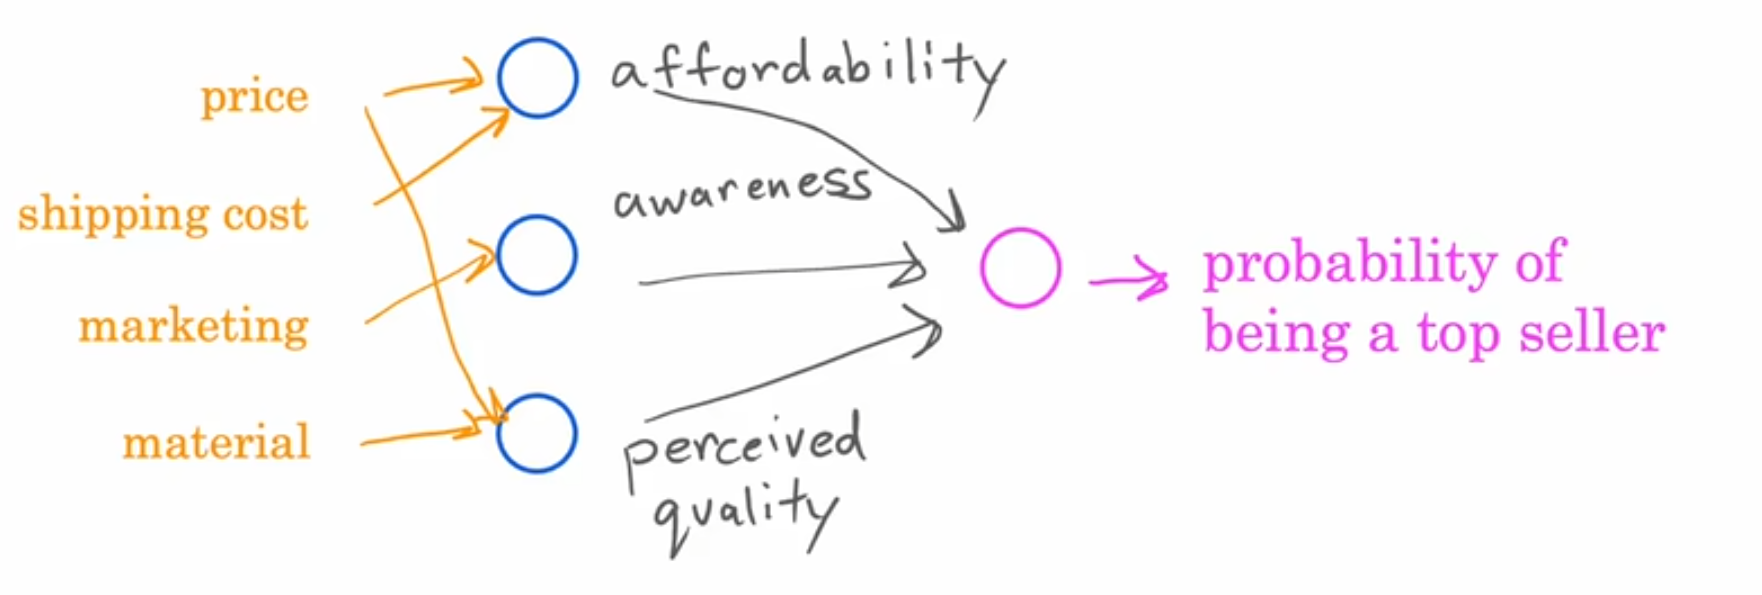 price
shipping cost
marketing
material
affordability
awareness
perceived
quality
probability of
being a top seller